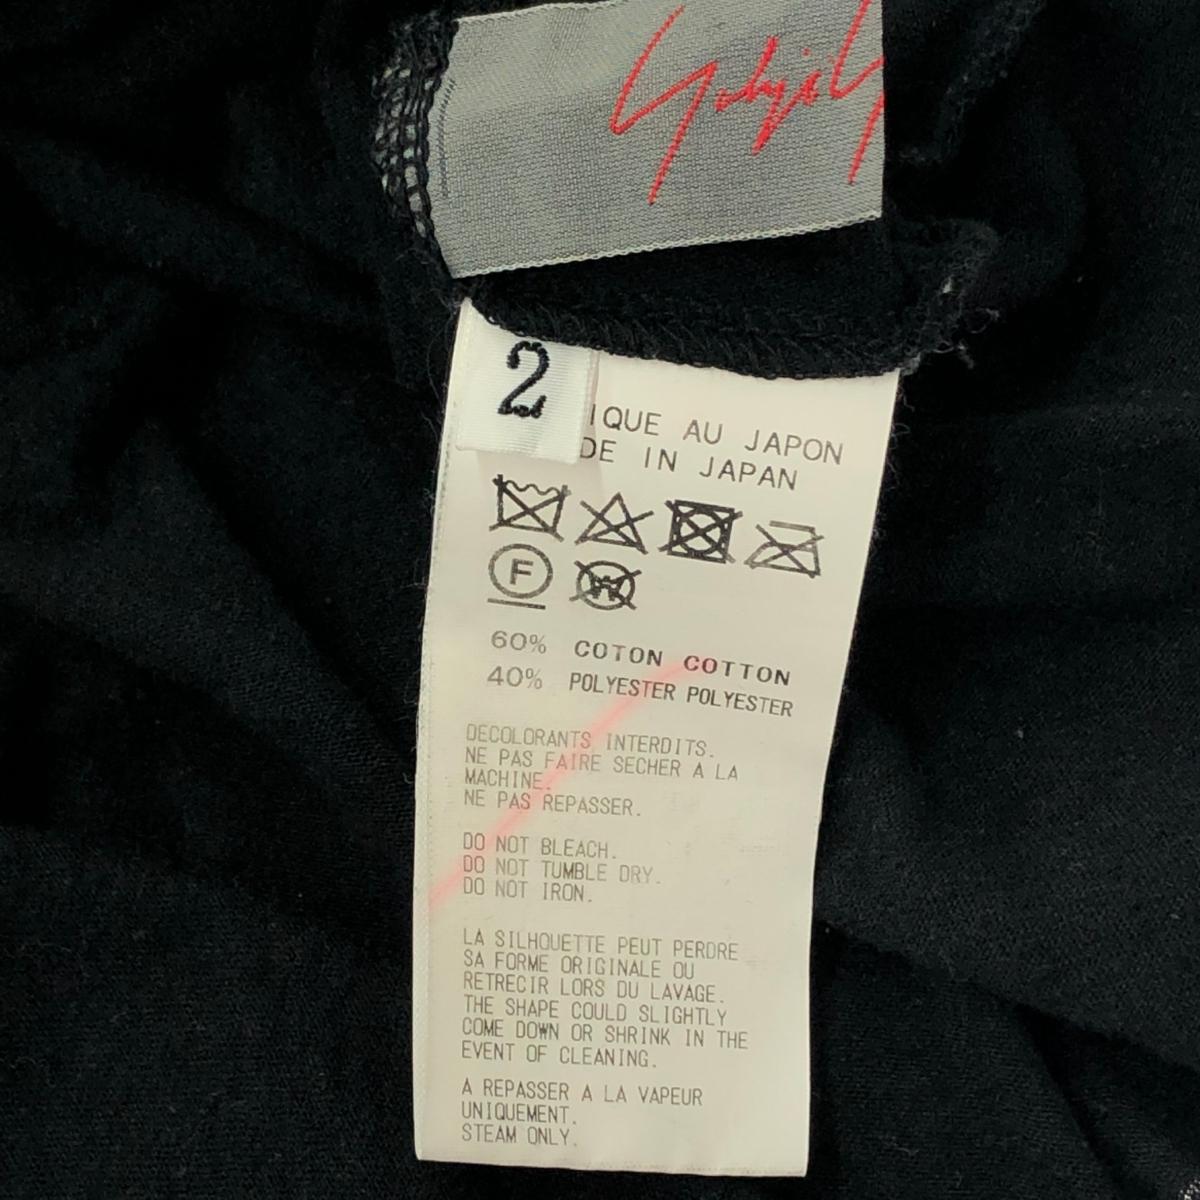 Yohji Y
2
IQUE AU JAPON
DE IN JAPAN
F
W
60% COTON COTTON
40% POLYESTER POLYESTER
DECOLORANTS INTERDITS.
NE PAS FAIRE SECHER A LA
MACHINE.
NE PAS REPASSER.
DO NOT BLEACH.
DO NOT TUMBLE DRY.
DO NOT IRON.
LA SILHOUETTE PEUT PERDRE
SA FORME ORIGINALE OU
RETRECIR LORS DU LAVAGE.
THE SHAPE COULD SLIGHTLY
COME DOWN OR SHRINK IN THE
EVENT OF CLEANING.
A REPASSER A LA VAPEUR
UNIQUEMENT.
STEAM ONLY.